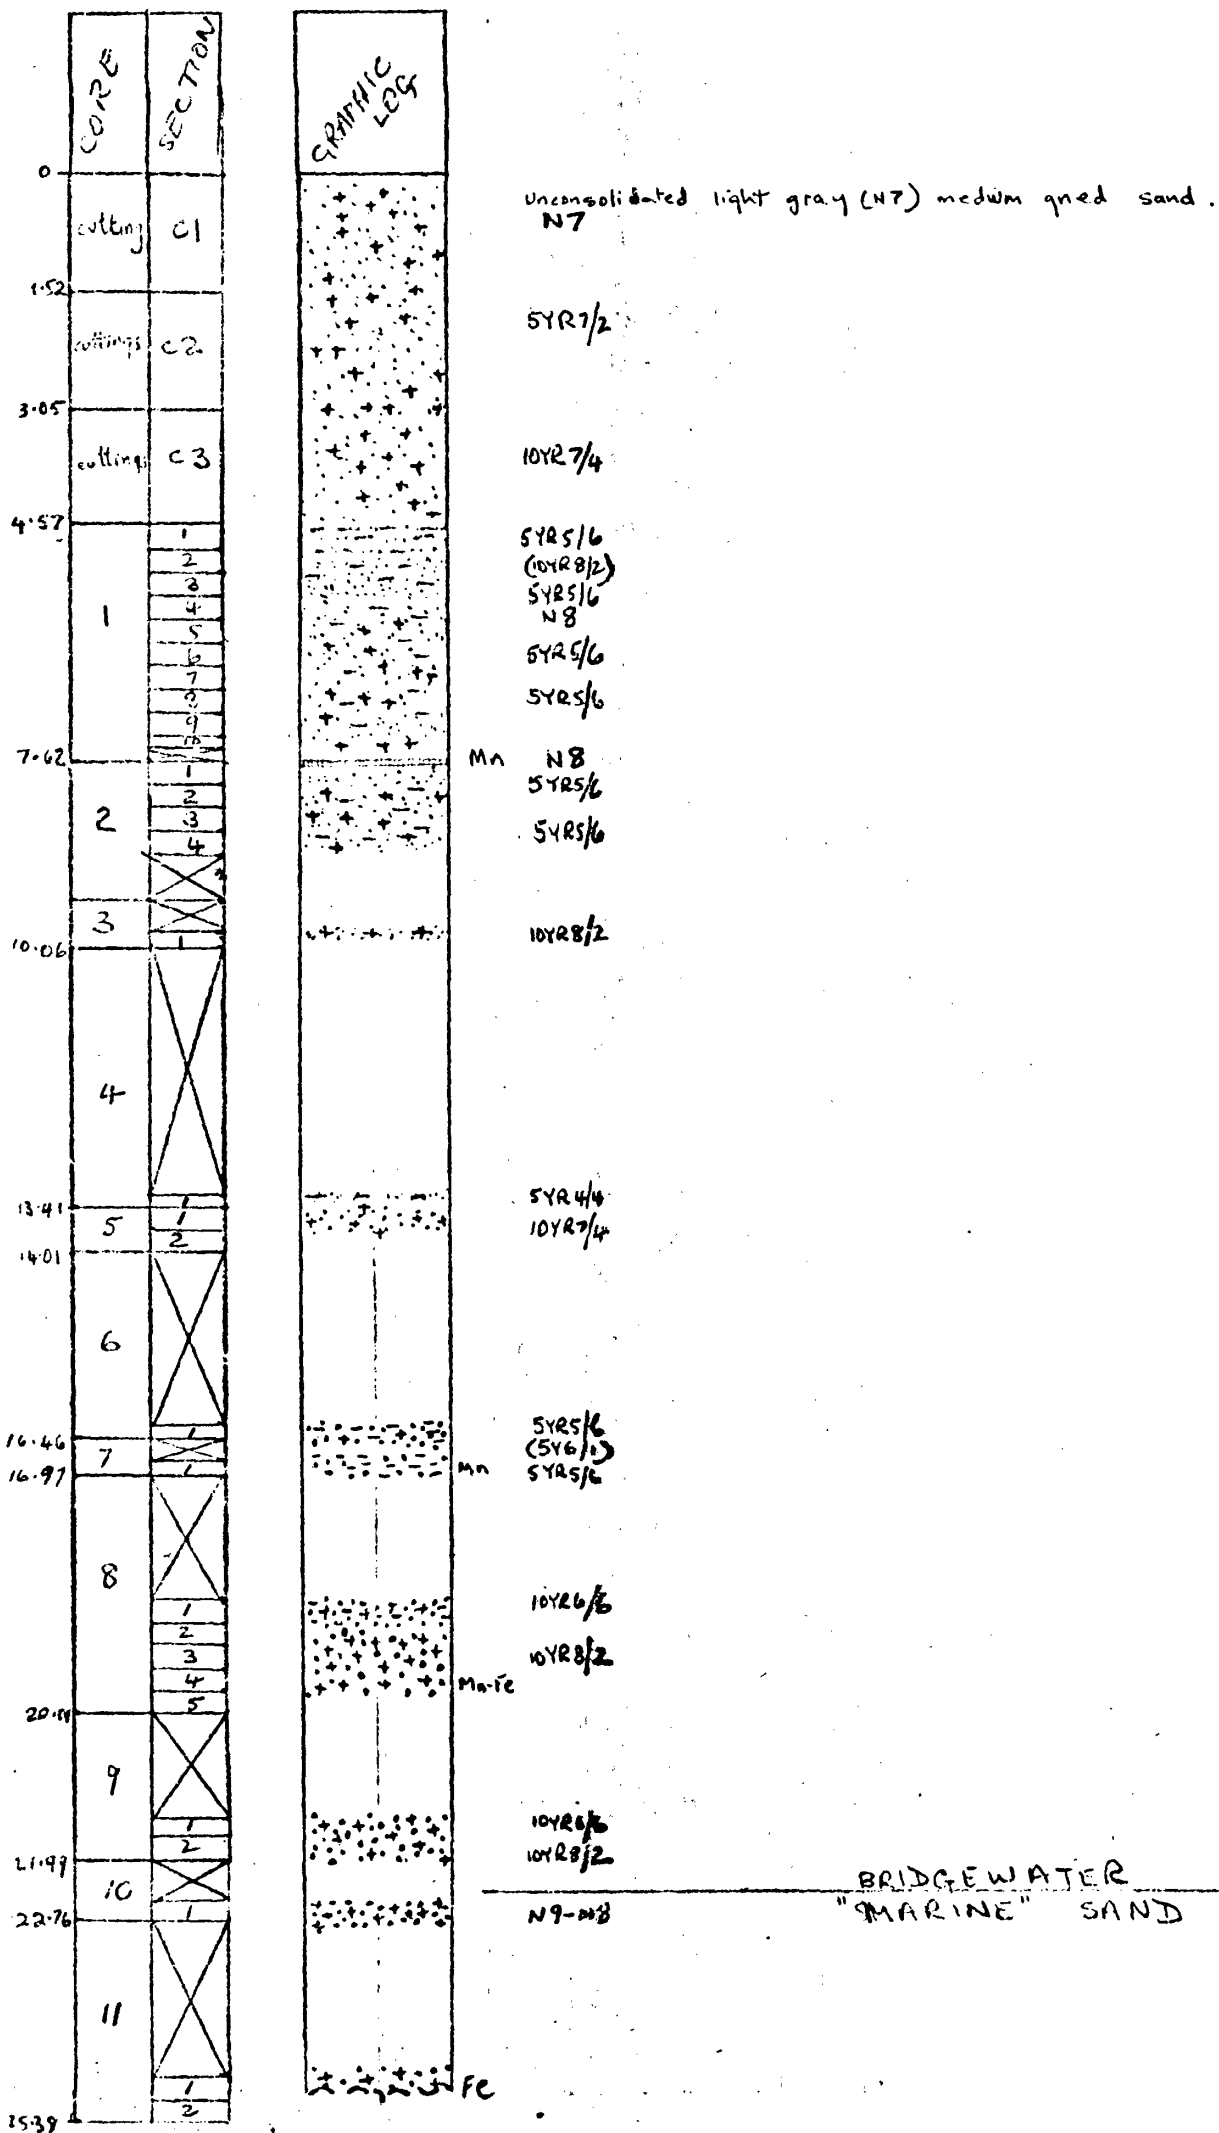 CORE SECTION GRAPHIC LOG
0
cutting C1 Unconsolidated light gray (N7) medium gned sand.
N7
1.52
cuttings C2 5YR7/2
3.05
cuttings C3 10YR7/4
4.57
1 5YR5/6
2 (10YR8/2)
3 5YR5/6
1 4 N8
5
6 5YR5/6
7
8 5YR5/6
9
10
7.62 Mn N8
1 5YR5/6
2
2 3 5YR5/6
4
3
1 10YR8/2
10.06
4
1 5YR4/4
13.41
5 1 10YR7/4
2
14.01
6
1 5YR5/6
16.46 (5Y6/1)
7
1 Mn 5YR5/6
16.97
8
1 10YR6/6
2
3 10YR8/2
4 Mn-Fe
5
9
1
2 10YR8/2
10 BRIDGEWATER
1 N9-N8 "MARINE" SAND
22.76
11
1 Fe
2
25.39